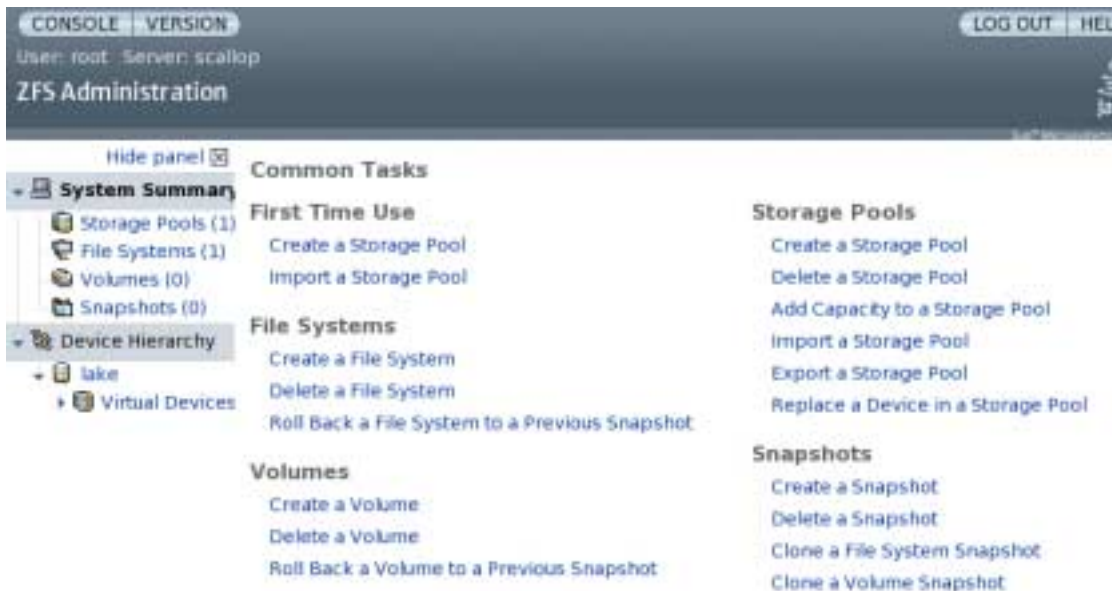 CONSOLE VERSION
LOG OUT HEL
User: root Server: scallop
ZFS Administration
Hide panel
System Summary
Storage Pools (1)
File Systems (1)
Volumes (0)
Snapshots (0)
Device Hierarchy
lake
Virtual Devices
Common Tasks
First Time Use
Create a Storage Pool
Import a Storage Pool
File Systems
Create a File System
Delete a File System
Roll Back a File System to a Previous Snapshot
Volumes
Create a Volume
Delete a Volume
Roll Back a Volume to a Previous Snapshot
Storage Pools
Create a Storage Pool
Delete a Storage Pool
Add Capacity to a Storage Pool
Import a Storage Pool
Export a Storage Pool
Replace a Device in a Storage Pool
Snapshots
Create a Snapshot
Delete a Snapshot
Clone a File System Snapshot
Clone a Volume Snapshot